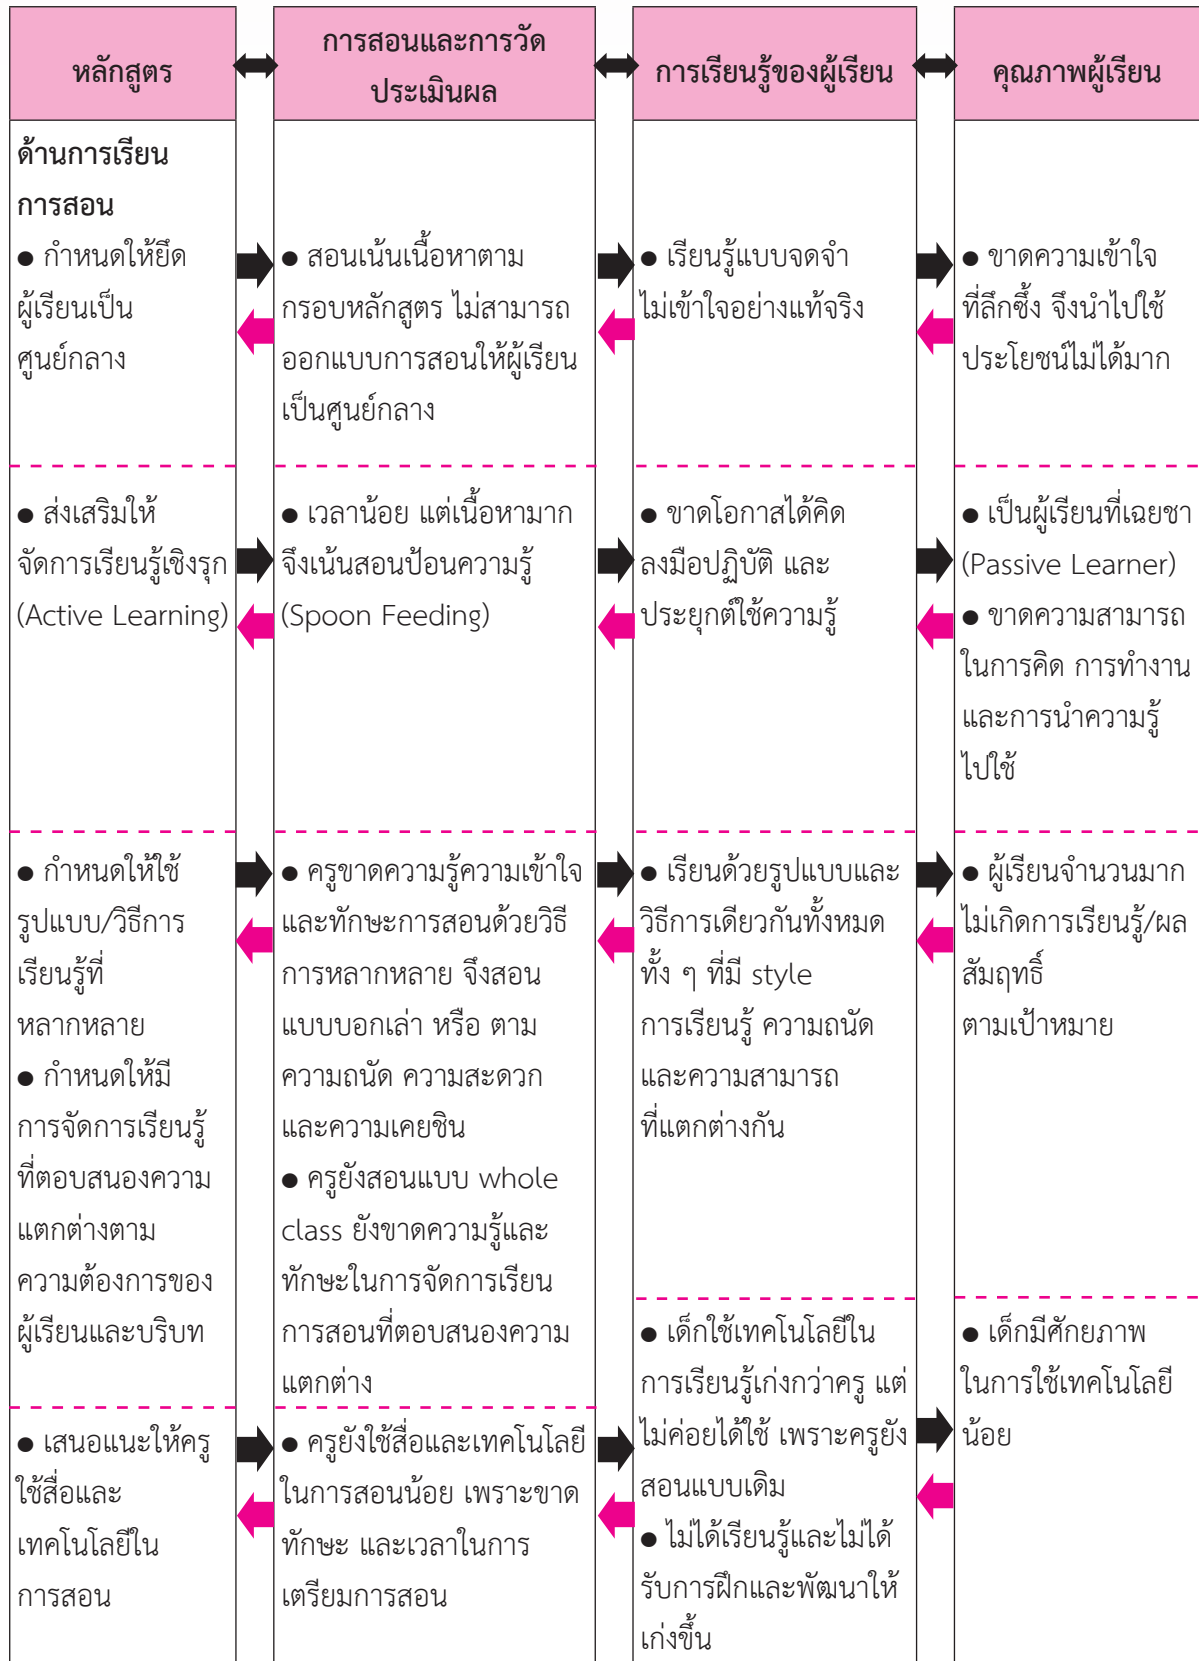 หลักสูตร
การสอนและการวัด
ประเมินผล
การเรียนรู้ของผู้เรียน
คุณภาพผู้เรียน
ด้านการเรียน
การสอน
● กำหนดให้ยึด
ผู้เรียนเป็น
ศูนย์กลาง
● สอนเน้นเนื้อหาตาม
กรอบหลักสูตร ไม่สามารถ
ออกแบบการสอนให้ผู้เรียน
เป็นศูนย์กลาง
● เรียนรู้แบบจดจำ
ไม่เข้าใจอย่างแท้จริง
● ขาดความเข้าใจ
ที่ลึกซึ้ง จึงนำไปใช้
ประโยชน์ไม่ได้มาก
● ส่งเสริมให้
จัดการเรียนรู้เชิงรุก
(Active Learning)
● เวลาน้อย แต่เนื้อหามาก
จึงเน้นสอนป้อนความรู้
(Spoon Feeding)
● ขาดโอกาสได้คิด
ลงมือปฏิบัติ และ
ประยุกต์ใช้ความรู้
● เป็นผู้เรียนที่เฉยชา
(Passive Learner)
● ขาดความสามารถ
ในการคิด การทำงาน
และการนำความรู้
ไปใช้
● กำหนดให้ใช้
รูปแบบ/วิธีการ
เรียนรู้ที่
หลากหลาย
● กำหนดให้มี
การจัดการเรียนรู้
ที่ตอบสนองความ
แตกต่างตาม
ความต้องการของ
ผู้เรียนและบริบท
● ครูขาดความรู้ความเข้าใจ
และทักษะการสอนด้วยวิธี
การหลากหลาย จึงสอน
แบบบอกเล่า หรือ ตาม
ความถนัด ความสะดวก
และความเคยชิน
● ครูยังสอนแบบ whole
class ยังขาดความรู้และ
ทักษะในการจัดการเรียน
การสอนที่ตอบสนองความ
แตกต่าง
● เรียนด้วยรูปแบบและ
วิธีการเดียวกันทั้งหมด
ทั้ง ๆ ที่มี style
การเรียนรู้ ความถนัด
และความสามารถ
ที่แตกต่างกัน
● ผู้เรียนจำนวนมาก
ไม่เกิดการเรียนรู้/ผล
สัมฤทธิ์
ตามเป้าหมาย
● เสนอแนะให้ครู
ใช้สื่อและ
เทคโนโลยีใน
การสอน
● ครูยังใช้สื่อและเทคโนโลยี
ในการสอนน้อย เพราะขาด
ทักษะ และเวลาในการ
เตรียมการสอน
● เด็กใช้เทคโนโลยีใน
การเรียนรู้เก่งกว่าครู แต่
ไม่ค่อยได้ใช้ เพราะครูยัง
สอนแบบเดิม
● ไม่ได้เรียนรู้และไม่ได้
รับการฝึกและพัฒนาให้
เก่งขึ้น
● เด็กมีศักยภาพ
ในการใช้เทคโนโลยี
น้อย